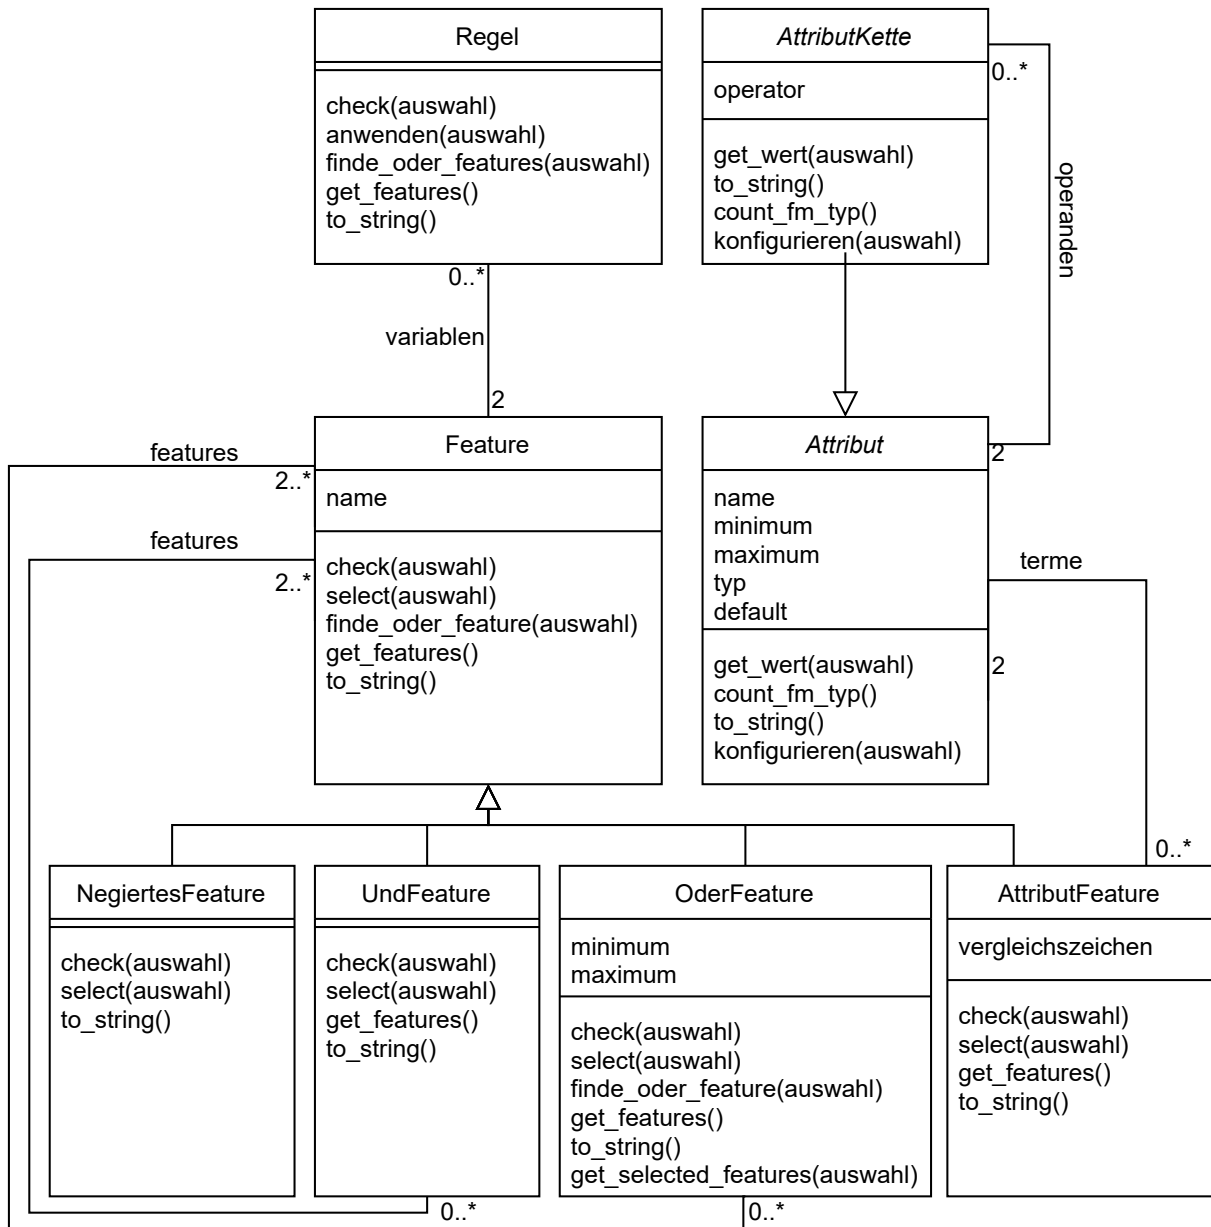 Regel
check(auswahl)
anwenden(auswahl)
finde_oder_features(auswahl)
get_features()
to_string()
0..*
variablen
2
AttributKette
operator
get_wert(auswahl)
to_string()
count_fm_typ()
konfigurieren(auswahl)
0..*
operanden
2
Feature
name
check(auswahl)
select(auswahl)
finde_oder_feature(auswahl)
get_features()
to_string()
features
2..*
features
2..*
Attribut
name
minimum
maximum
typ
default
get_wert(auswahl)
count_fm_typ()
to_string()
konfigurieren(auswahl)
terme
2
0..*
NegiertesFeature
check(auswahl)
select(auswahl)
to_string()
UndFeature
check(auswahl)
select(auswahl)
get_features()
to_string()
0..*
OderFeature
minimum
maximum
check(auswahl)
select(auswahl)
finde_oder_feature(auswahl)
get_features()
to_string()
get_selected_features(auswahl)
0..*
AttributFeature
vergleichszeichen
check(auswahl)
select(auswahl)
get_features()
to_string()